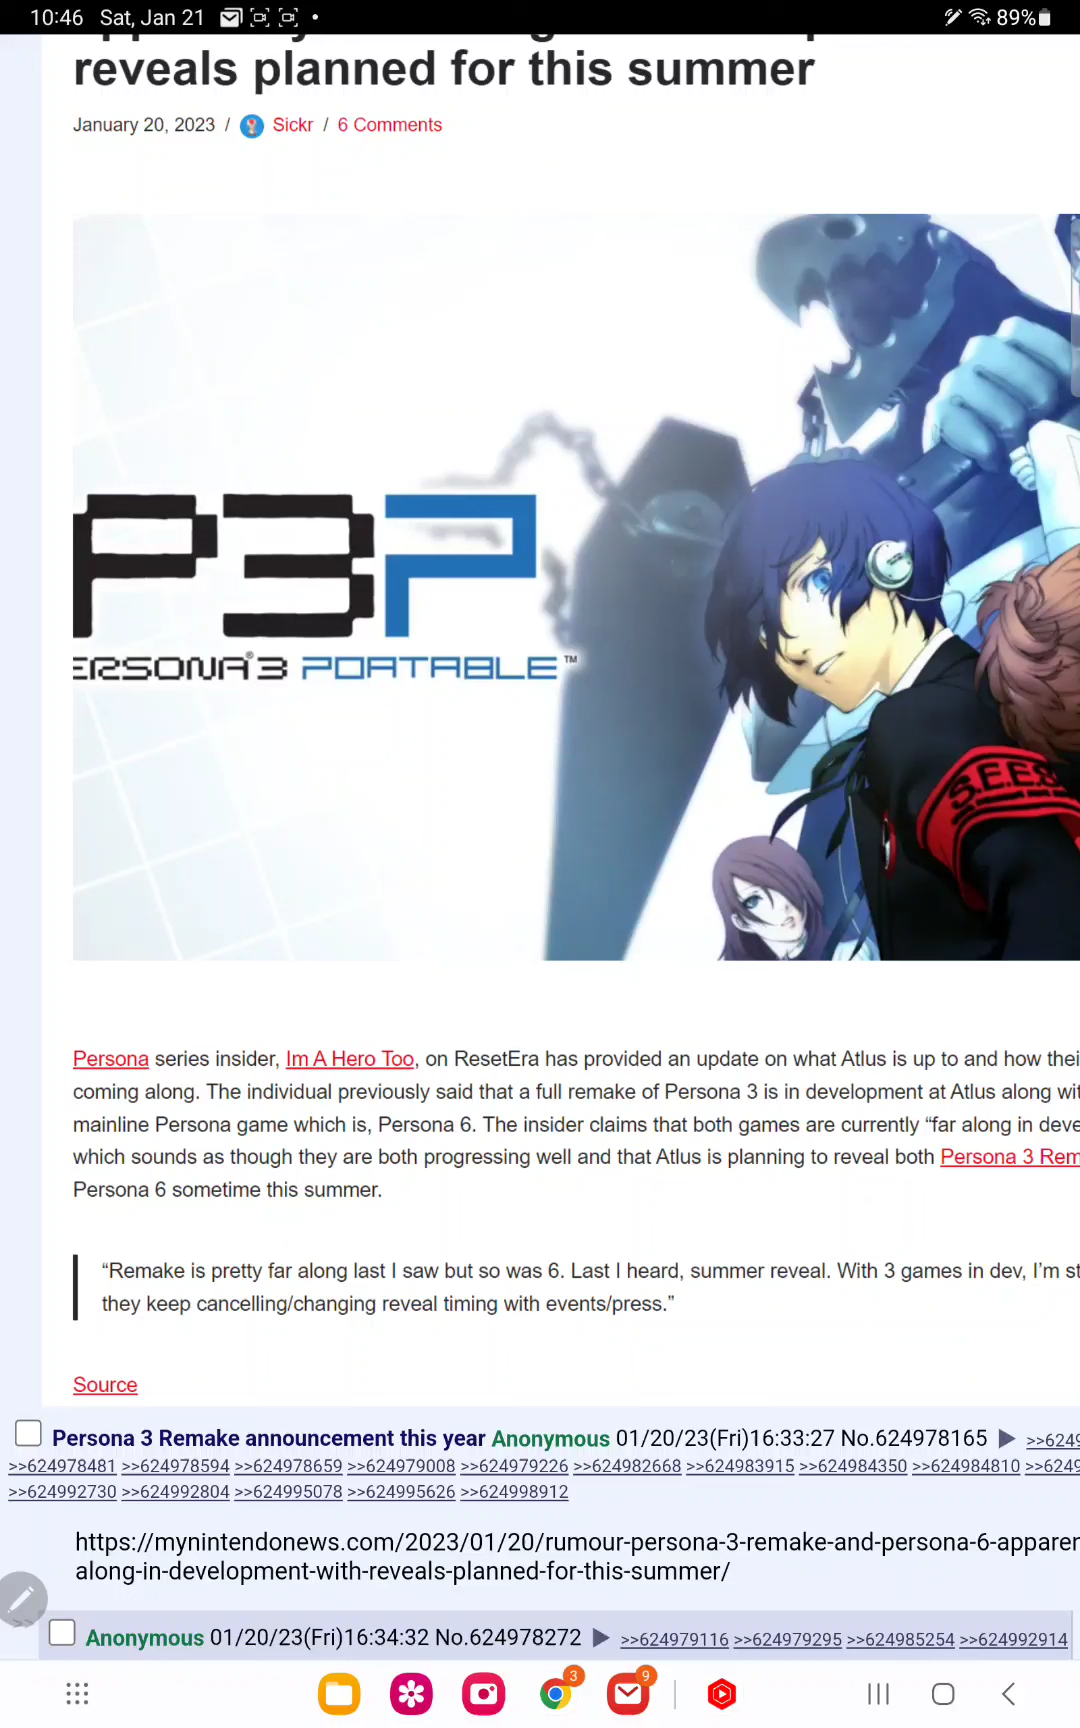 10:46 Sat, Jan 21 89%
reveals planned for this summer
January 20, 2023 / Sickr / 6 Comments
P3P
ERSONA®3 PORTABLE™
S.E.E.S
Persona series insider, Im A Hero Too, on ResetEra has provided an update on what Atlus is up to and how thei
coming along. The individual previously said that a full remake of Persona 3 is in development at Atlus along wit
mainline Persona game which is, Persona 6. The insider claims that both games are currently “far along in deve
which sounds as though they are both progressing well and that Atlus is planning to reveal both Persona 3 Rem
Persona 6 sometime this summer.
“Remake is pretty far along last I saw but so was 6. Last I heard, summer reveal. With 3 games in dev, I’m st
they keep cancelling/changing reveal timing with events/press.”
Source
Persona 3 Remake announcement this year Anonymous 01/20/23(Fri)16:33:27 No.624978165 ▶ >>6249
>>624978481 >>624978594 >>624978659 >>624979008 >>624979226 >>624982668 >>624983915 >>624984350 >>624984810 >>6249
>>624992730 >>624992804 >>624995078 >>624995626 >>624998912
https://mynintendonews.com/2023/01/20/rumour-persona-3-remake-and-persona-6-apparen
along-in-development-with-reveals-planned-for-this-summer/
>> Anonymous 01/20/23(Fri)16:34:32 No.624978272 ▶ >>624979116 >>624979295 >>624985254 >>624992914
3 9